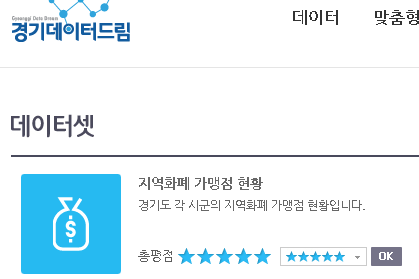 Gyeonggi Data Dream
경기데이터드림
데이터 맞춤형
데이터셋
지역화폐 가맹점 현황
경기도 각 시군의 지역화폐 가맹점 현황입니다.
총평점 ★★★★★ ★★★★★ OK